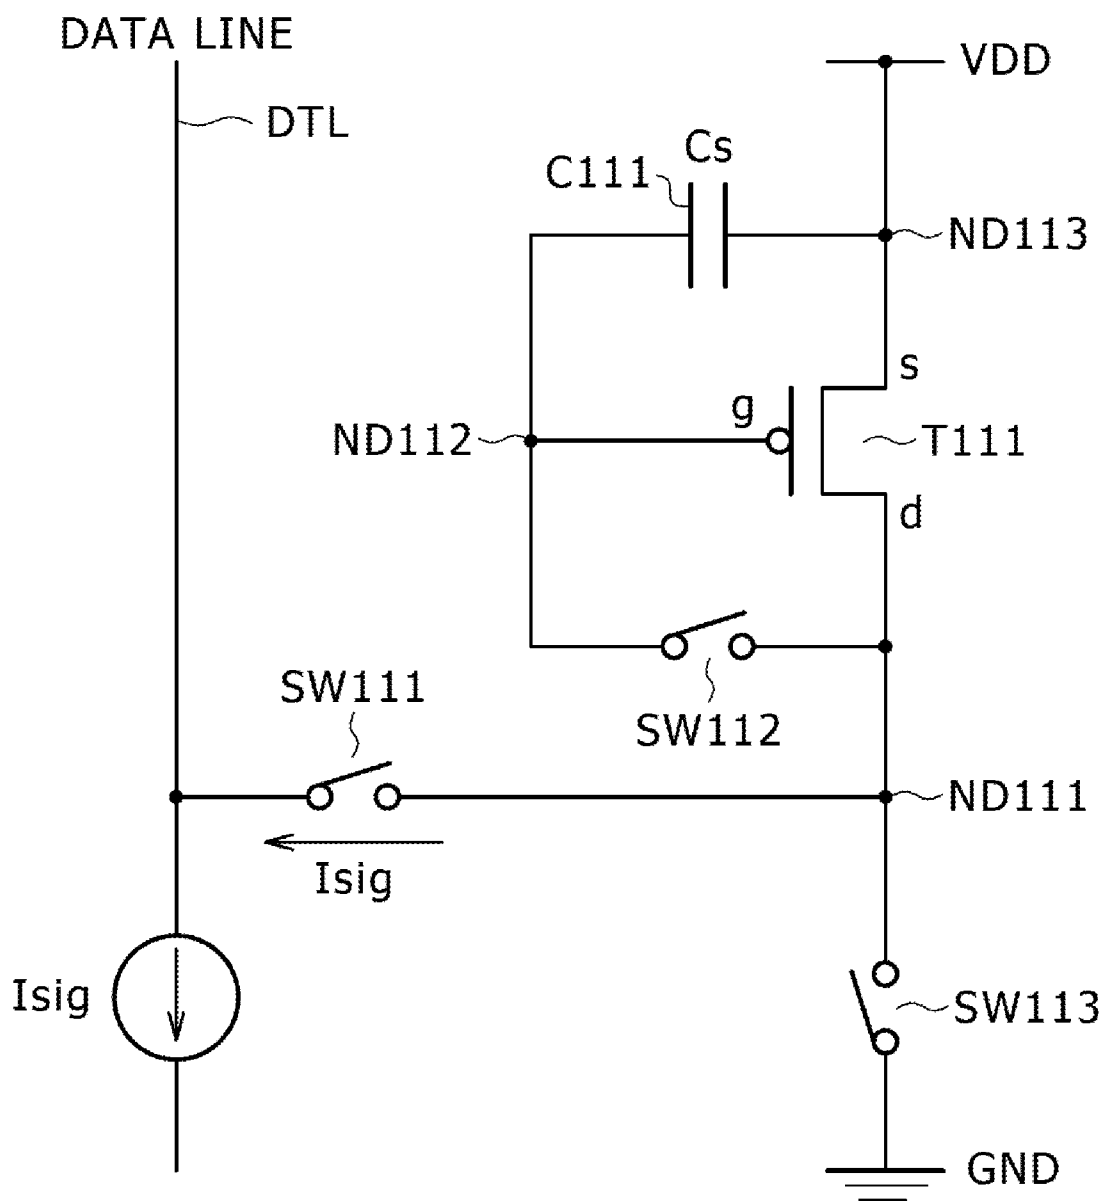 DATA LINE
VDD
DTL
Cs
C111
ND113
s
g
ND112
T111
d
SW111
SW112
ND111
Isig
Isig
SW113
GND